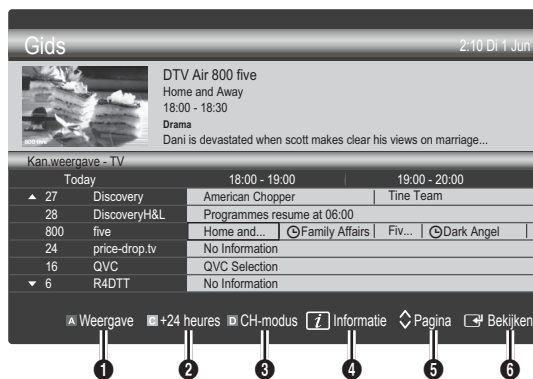 Gids
2:10 Di 1 Jun
DTV Air 800 five
Home and Away
18:00 - 18:30
Drama
Dani is devastated when scott makes clear his views on marriage...
800 five
Kan.weergave - TV
Today 18:00 - 19:00 19:00 - 20:00
▲ 27 Discovery American Chopper Tine Team
28 DiscoveryH&L Programmes resume at 06:00
800 five Home and... Family Affairs Fiv... Dark Angel
24 price-drop.tv No Information
16 QVC QVC Selection
▼ 6 R4DTT No Information
A Weergave C +24 heures D CH-modus i Informatie Pagina Bekijken
1 2 3 4 5 6